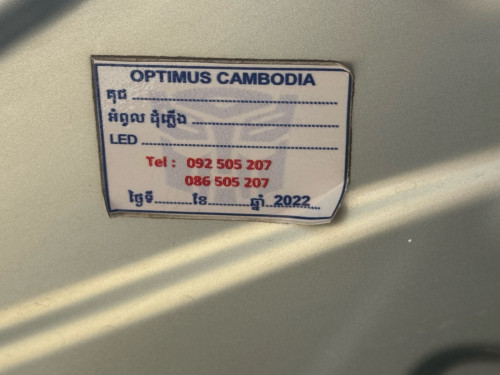 OPTIMUS CAMBODIA
គុជ ........................................
អំពូល ដុំភ្លើង ..............................
LED ........................................
Tel : 092 505 207
086 505 207
ថ្ងៃទី...........ខែ...........ឆ្នាំ..2022...